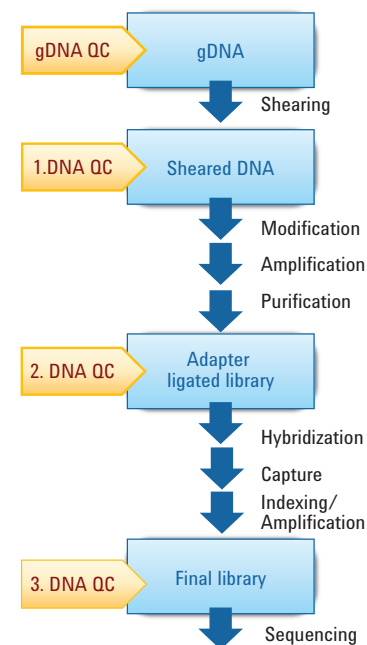 gDNA QC
gDNA
Shearing
1.DNA QC
Sheared DNA
Modification
Amplification
Purification
2. DNA QC
Adapter
ligated library
Hybridization
Capture
Indexing/
Amplification
3. DNA QC
Final library
Sequencing